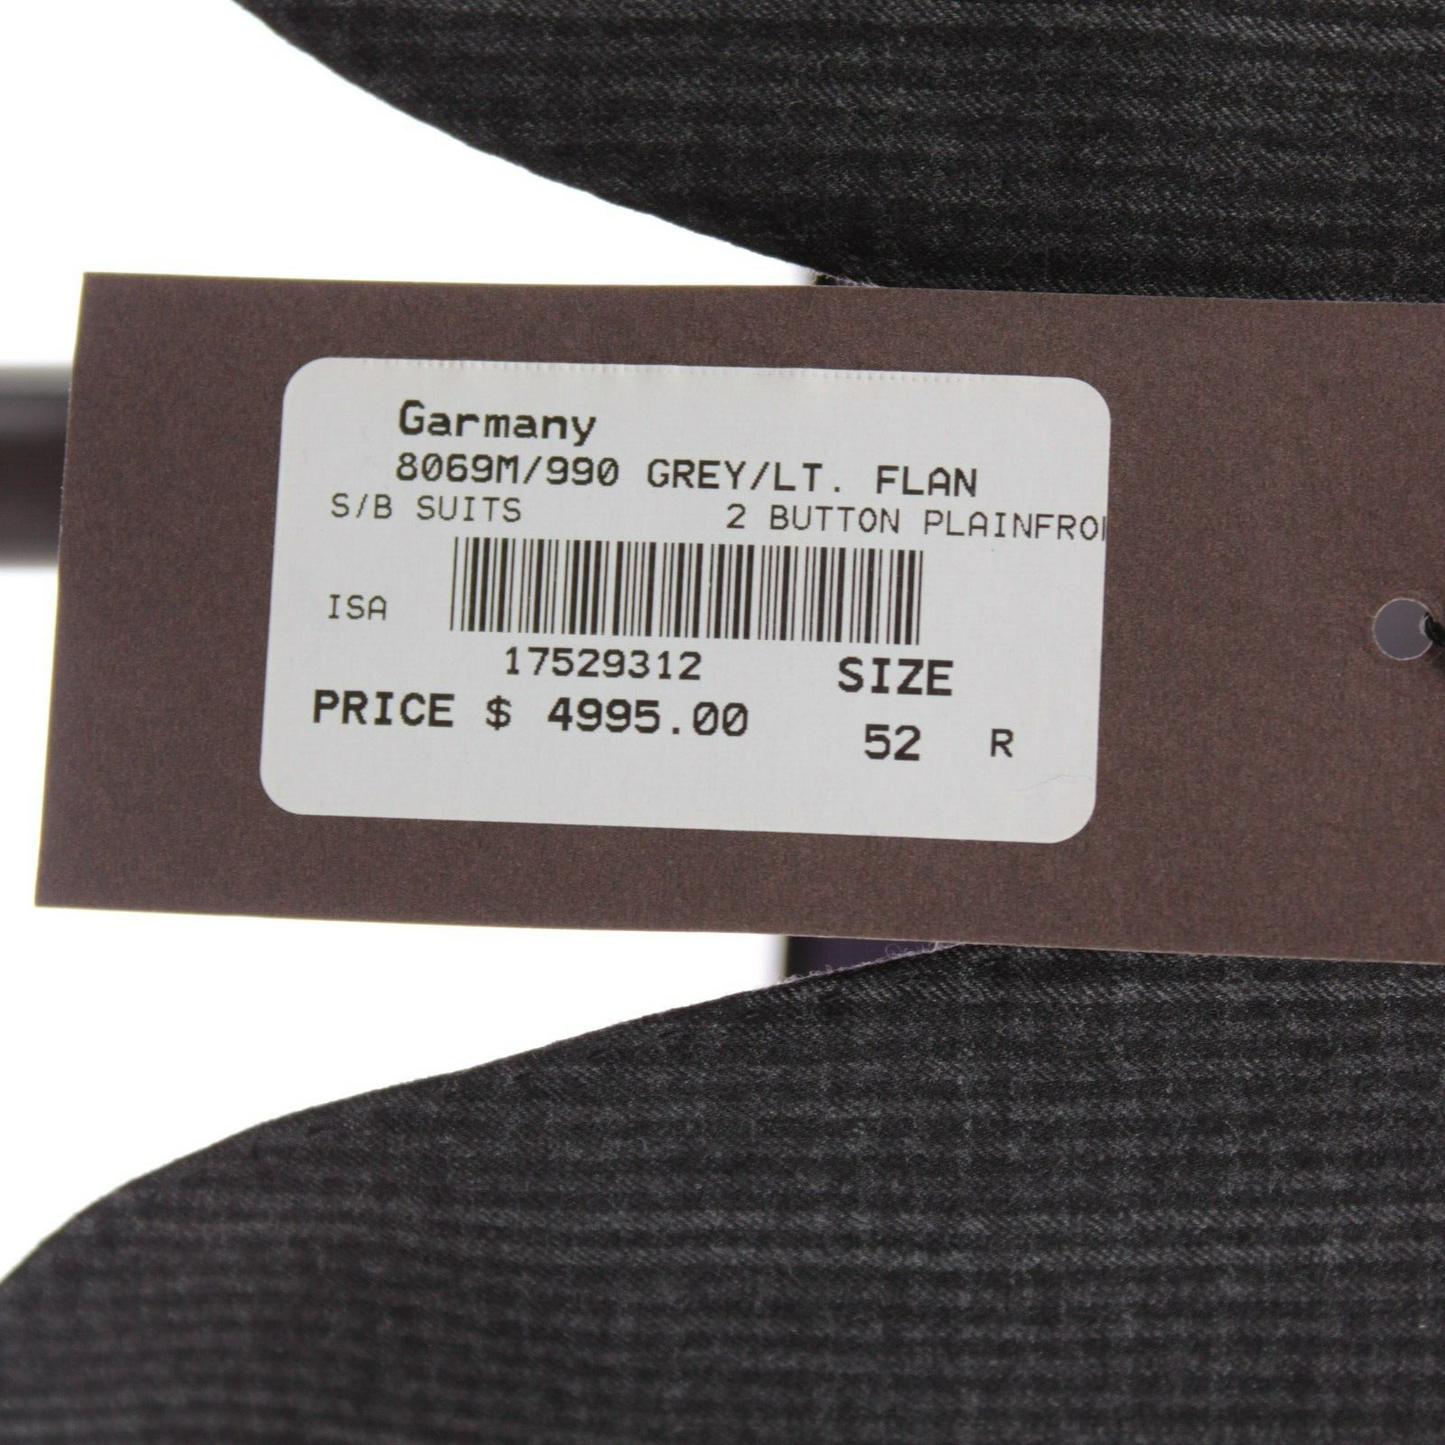 Garmany
8069M/990 GREY/LT. FLAN
S/B SUITS 2 BUTTON PLAINFRO
ISA
17529312
SIZE
PRICE $ 4995.00
52 R